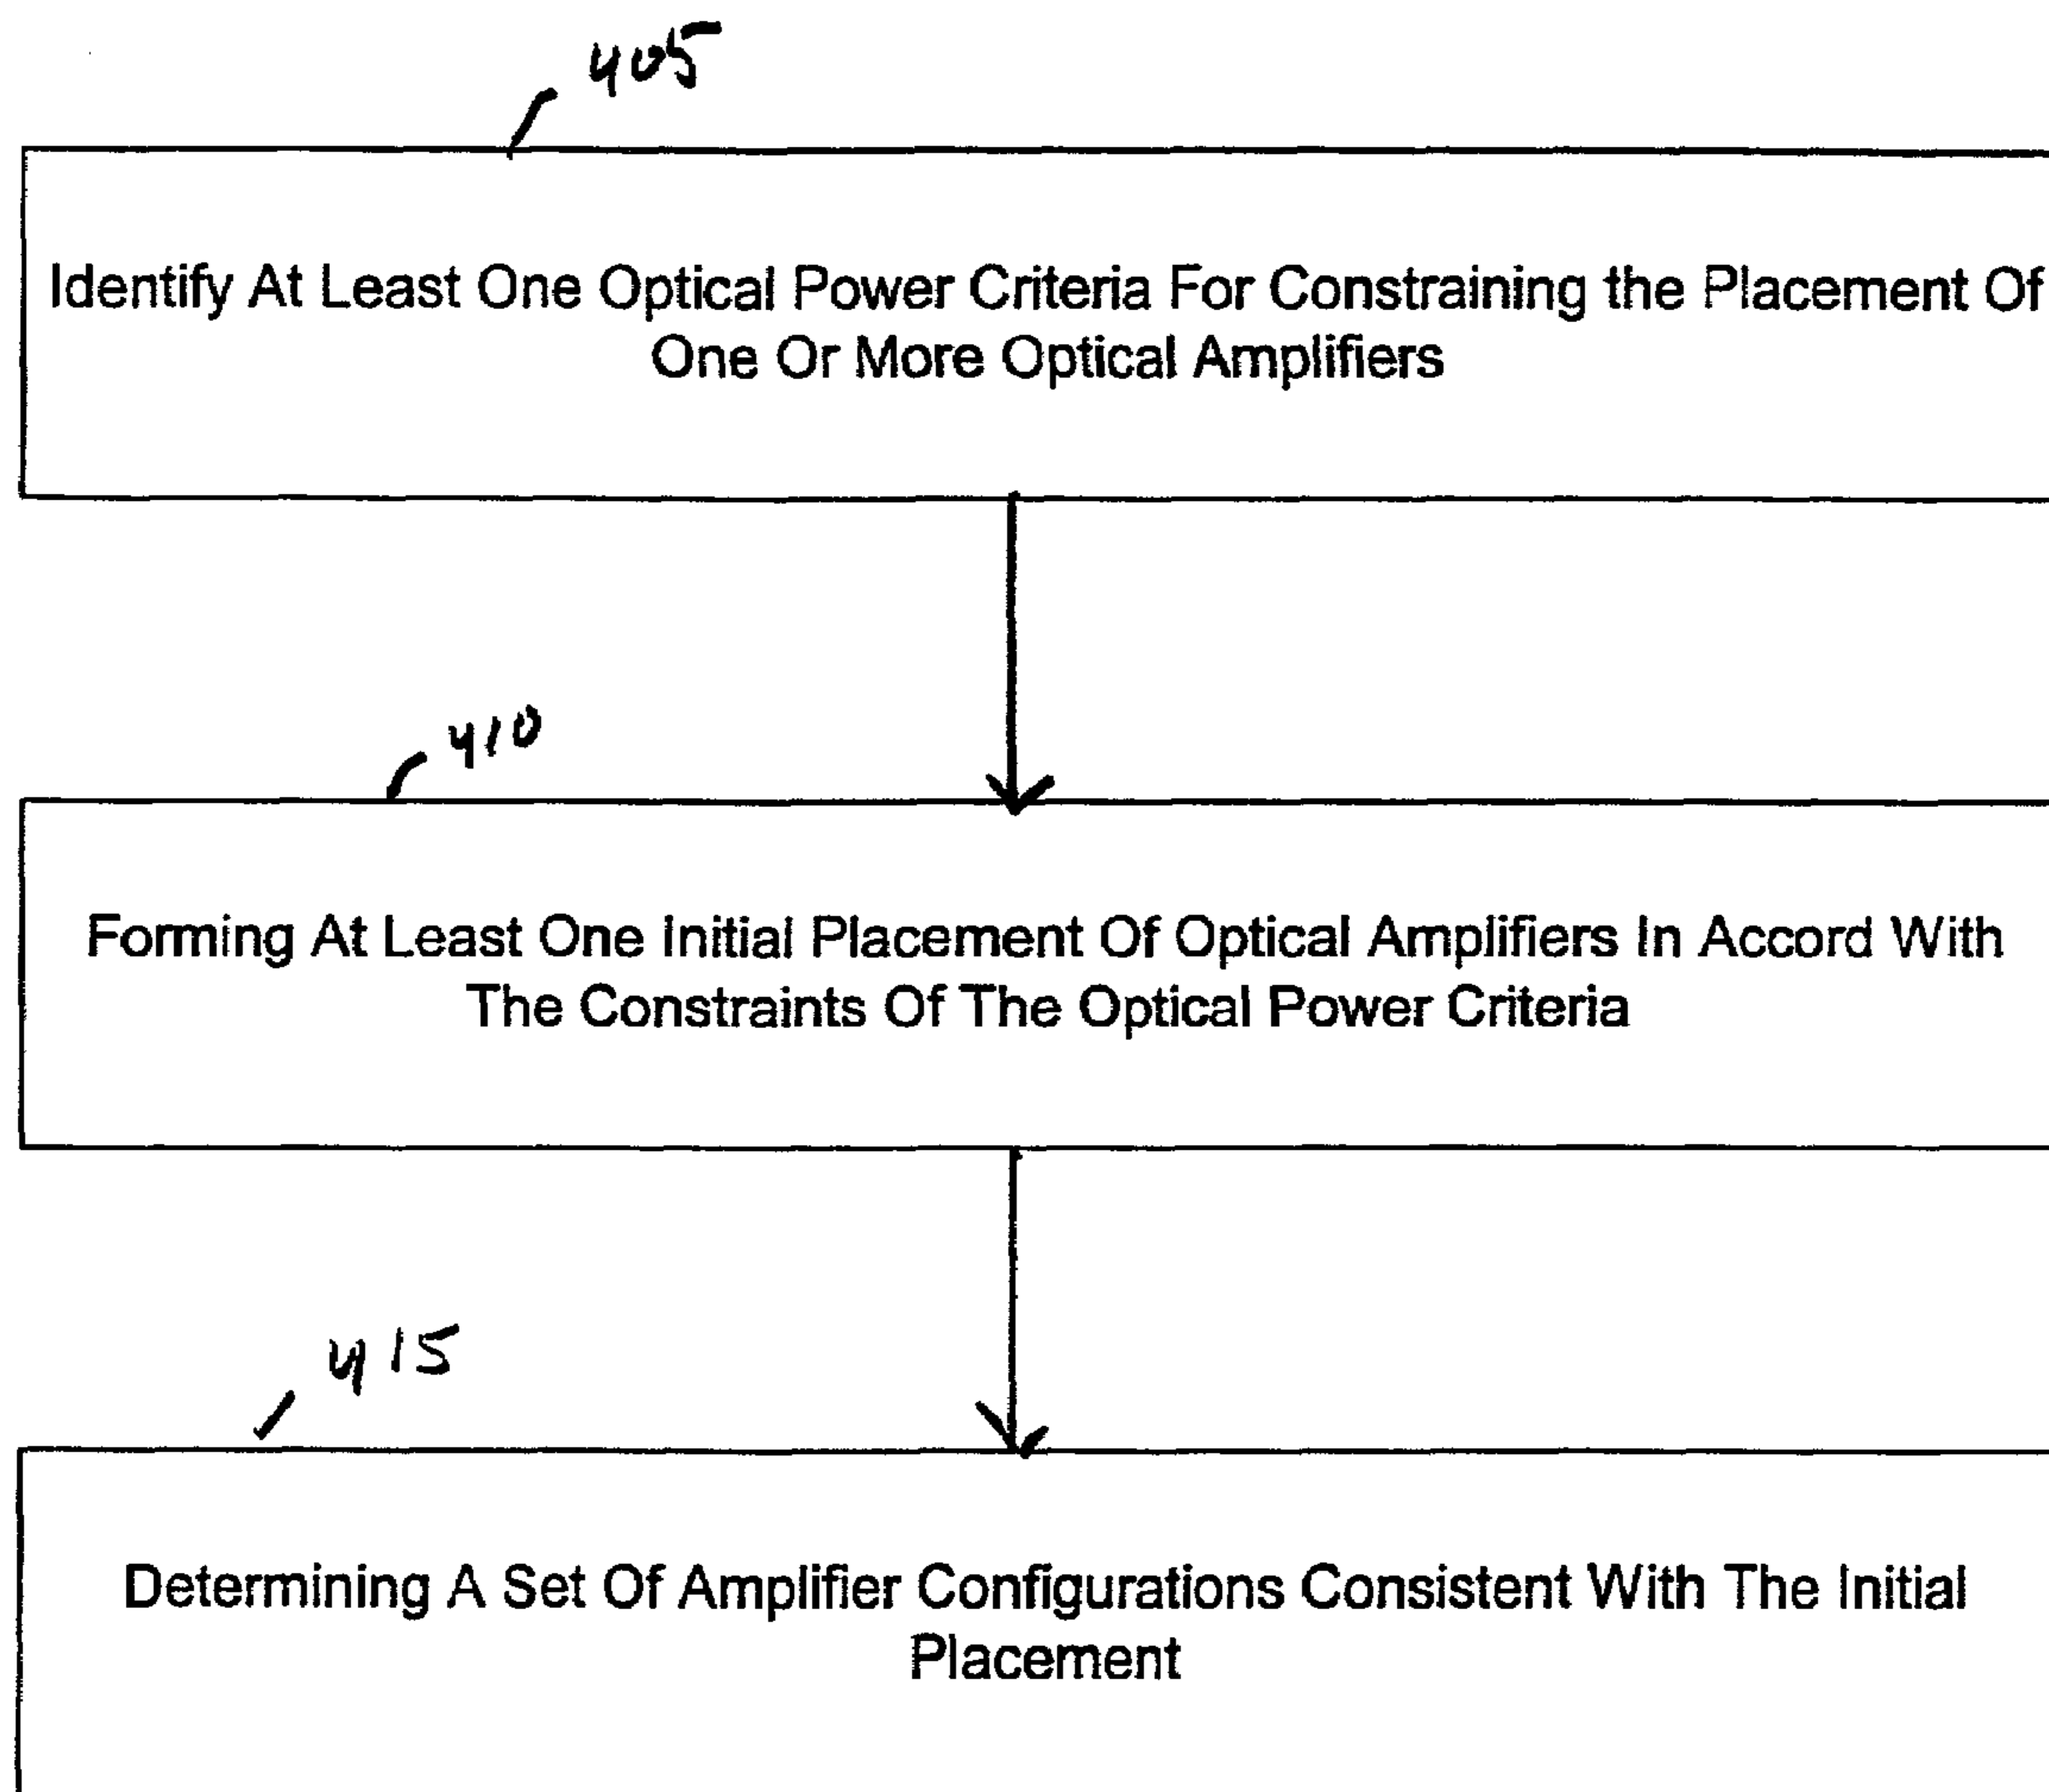 405
Identify At Least One Optical Power Criteria For Constraining the Placement Of
One Or More Optical Amplifiers
410
Forming At Least One Initial Placement Of Optical Amplifiers In Accord With
The Constraints Of The Optical Power Criteria
415
Determining A Set Of Amplifier Configurations Consistent With The Initial
Placement